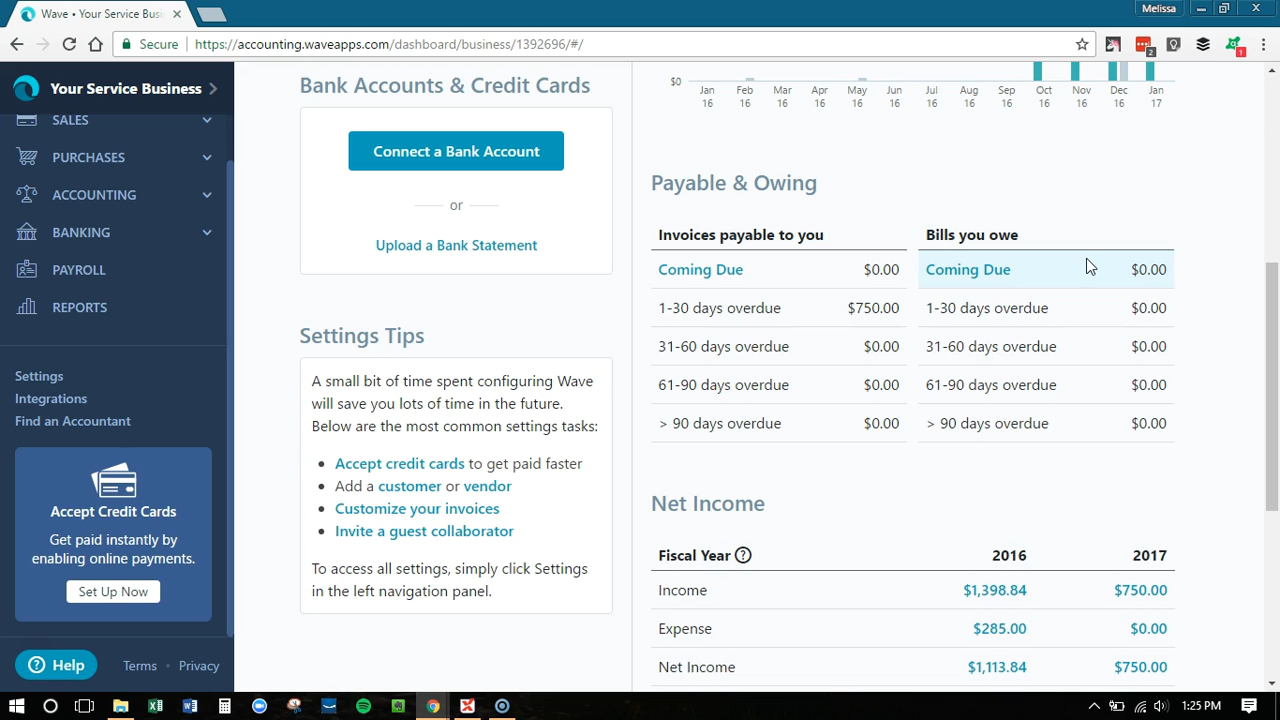 Wave • Your Service Busi
Melissa
Secure
https://accounting.waveapps.com/dashboard/business/1392696/#/
2
1
Your Service Business
SALES
PURCHASES
ACCOUNTING
BANKING
PAYROLL
REPORTS
Settings
Integrations
Find an Accountant
Accept Credit Cards
Get paid instantly by
enabling online payments.
Set Up Now
? Help
Terms • Privacy
Bank Accounts & Credit Cards
Connect a Bank Account
or
Upload a Bank Statement
Settings Tips
A small bit of time spent configuring Wave
will save you lots of time in the future.
Below are the most common settings tasks:
• Accept credit cards to get paid faster
• Add a customer or vendor
• Customize your invoices
• Invite a guest collaborator
To access all settings, simply click Settings
in the left navigation panel.
$0
Jan Feb Mar Apr May Jun Jul Aug Sep Oct Nov Dec Jan
16 16 16 16 16 16 16 16 16 16 16 16 17
Payable & Owing
Invoices payable to you
Coming Due $0.00
1-30 days overdue $750.00
31-60 days overdue $0.00
61-90 days overdue $0.00
> 90 days overdue $0.00
Bills you owe
Coming Due $0.00
1-30 days overdue $0.00
31-60 days overdue $0.00
61-90 days overdue $0.00
> 90 days overdue $0.00
Net Income
Fiscal Year ? 2016 2017
Income $1,398.84 $750.00
Expense $285.00 $0.00
Net Income $1,113.84 $750.00
1:25 PM